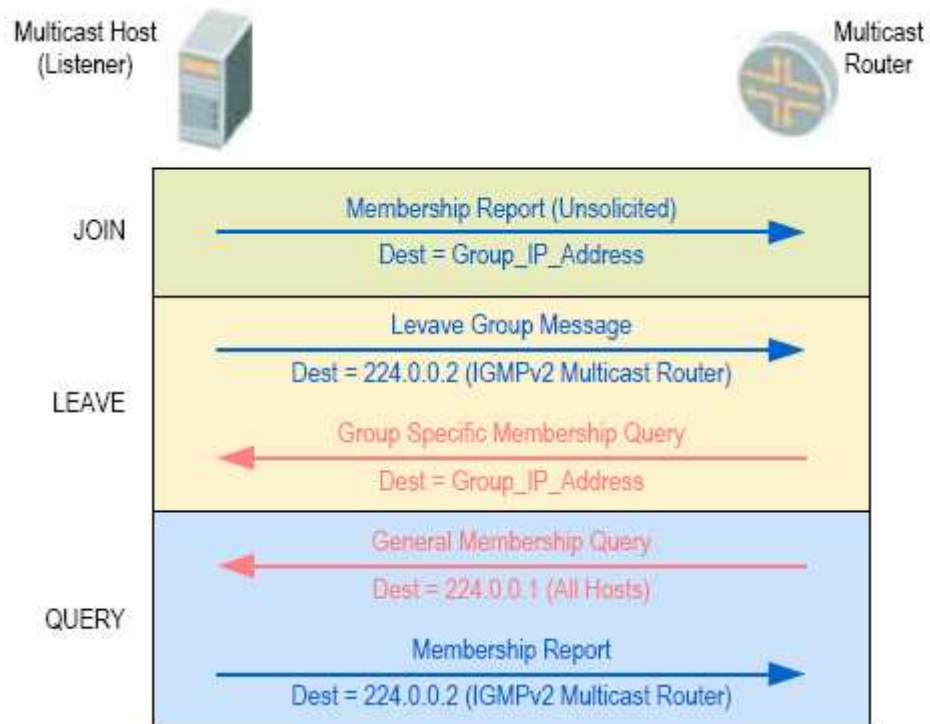 Multicast Host
(Listener)
Multicast
Router
JOIN
Membership Report (Unsolicited)
Dest = Group_IP_Address
LEAVE
Levave Group Message
Dest = 224.0.0.2 (IGMPv2 Multicast Router)
Group Specific Membership Query
Dest = Group_IP_Address
QUERY
General Membership Query
Dest = 224.0.0.1 (All Hosts)
Membership Report
Dest = 224.0.0.2 (IGMPv2 Multicast Router)